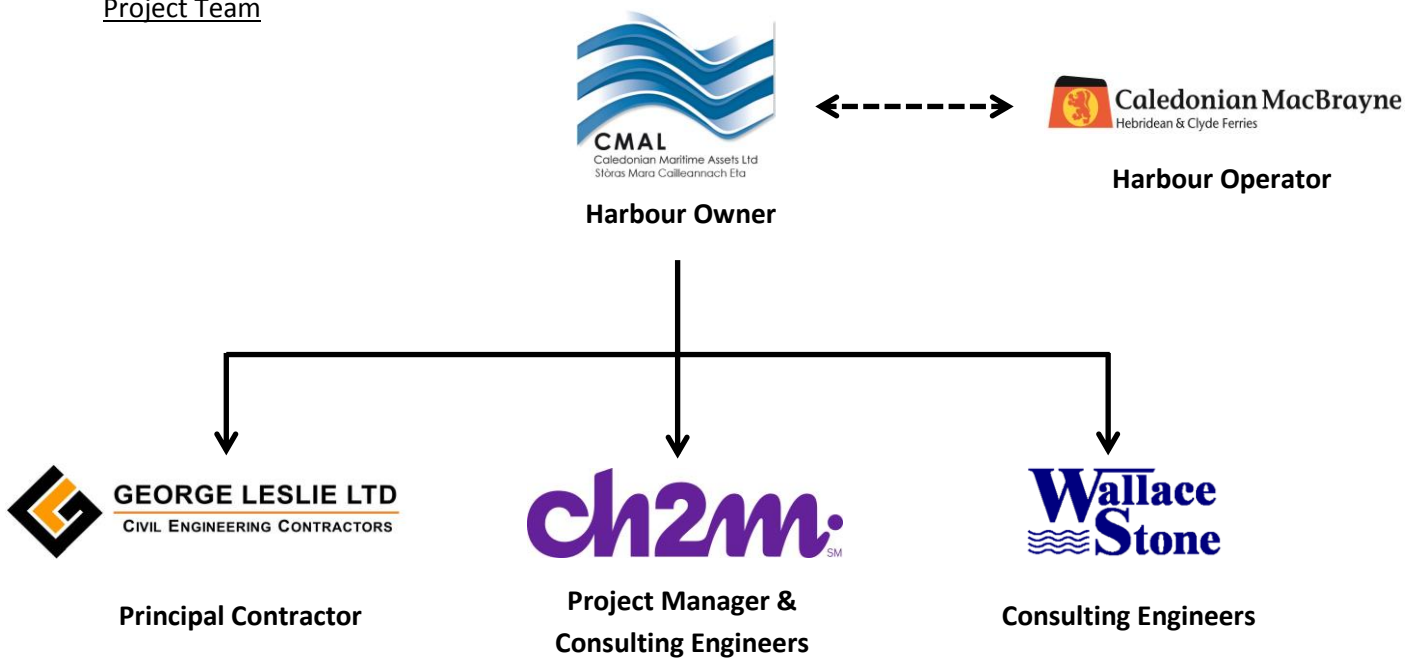 Project Team
CMAL
Caledonian Maritime Assets Ltd
Stòras Mara Cailleannach Eta
Harbour Owner
Caledonian MacBrayne
Hebridean & Clyde Ferries
Harbour Operator
GEORGE LESLIE LTD
CIVIL ENGINEERING CONTRACTORS
Principal Contractor
ch2m:
SM
Project Manager &
Consulting Engineers
Wallace
Stone
Consulting Engineers